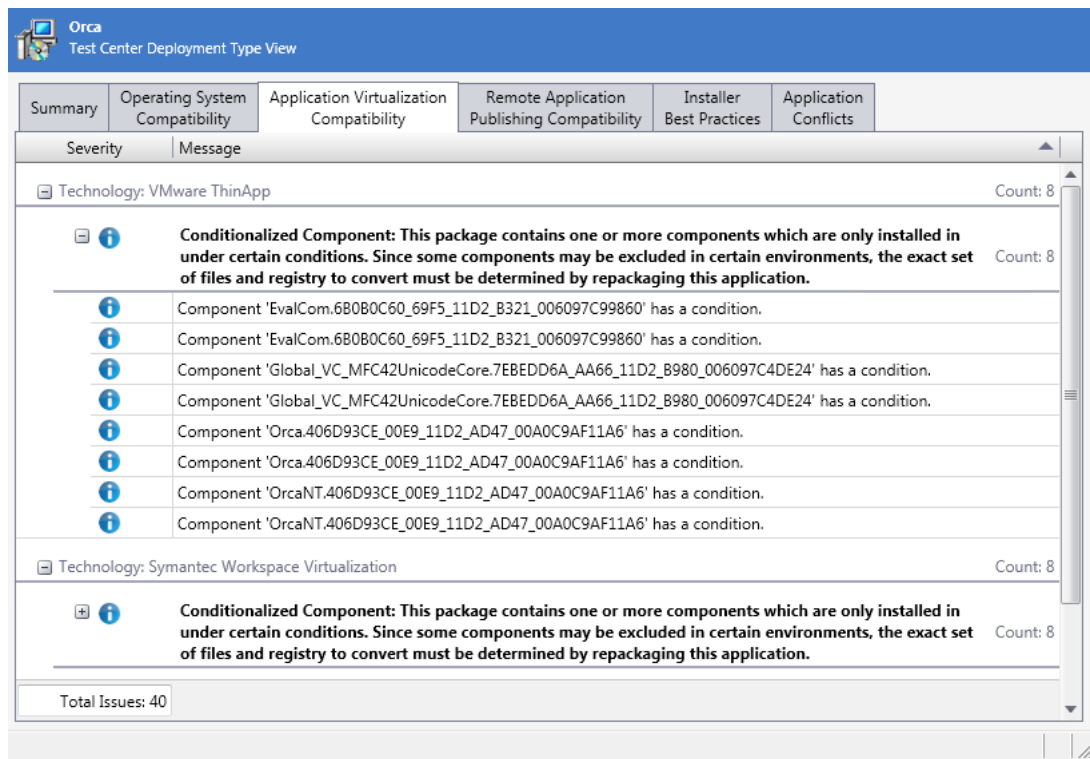 Orca
Test Center Deployment Type View
Summary
Operating System
Compatibility
Application Virtualization
Compatibility
Remote Application
Publishing Compatibility
Installer
Best Practices
Application
Conflicts
Severity Message
Technology: VMware ThinApp Count: 8
Conditionalized Component: This package contains one or more components which are only installed in
under certain conditions. Since some components may be excluded in certain environments, the exact set Count: 8
of files and registry to convert must be determined by repackaging this application.
Component 'EvalCom.6B0B0C60_69F5_11D2_B321_006097C99860' has a condition.
Component 'EvalCom.6B0B0C60_69F5_11D2_B321_006097C99860' has a condition.
Component 'Global_VC_MFC42UnicodeCore.7EBEDD6A_AA66_11D2_B980_006097C4DE24' has a condition.
Component 'Global_VC_MFC42UnicodeCore.7EBEDD6A_AA66_11D2_B980_006097C4DE24' has a condition.
Component 'Orca.406D93CE_00E9_11D2_AD47_00A0C9AF11A6' has a condition.
Component 'Orca.406D93CE_00E9_11D2_AD47_00A0C9AF11A6' has a condition.
Component 'OrcaNT.406D93CE_00E9_11D2_AD47_00A0C9AF11A6' has a condition.
Component 'OrcaNT.406D93CE_00E9_11D2_AD47_00A0C9AF11A6' has a condition.
Technology: Symantec Workspace Virtualization Count: 8
Conditionalized Component: This package contains one or more components which are only installed in
under certain conditions. Since some components may be excluded in certain environments, the exact set Count: 8
of files and registry to convert must be determined by repackaging this application.
Total Issues: 40